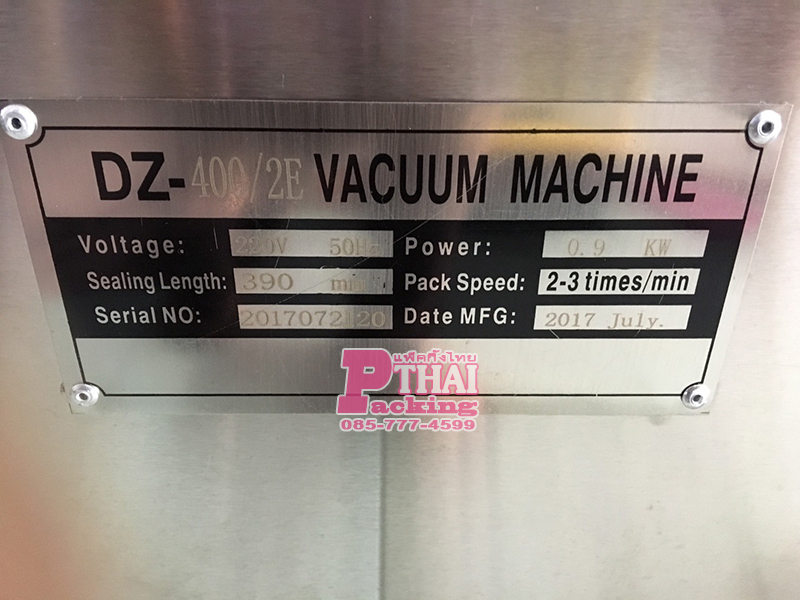 DZ-400/2E VACUUM MACHINE
Voltage: 220V 50Hz Power: 0.9 KW
Sealing Length: 390 mm Pack Speed: 2-3 times/min
Serial NO: 2017072120 Date MFG: 2017 July.
แพ็คกิ้งไทย
PTHAI
Packing
085-777-4599